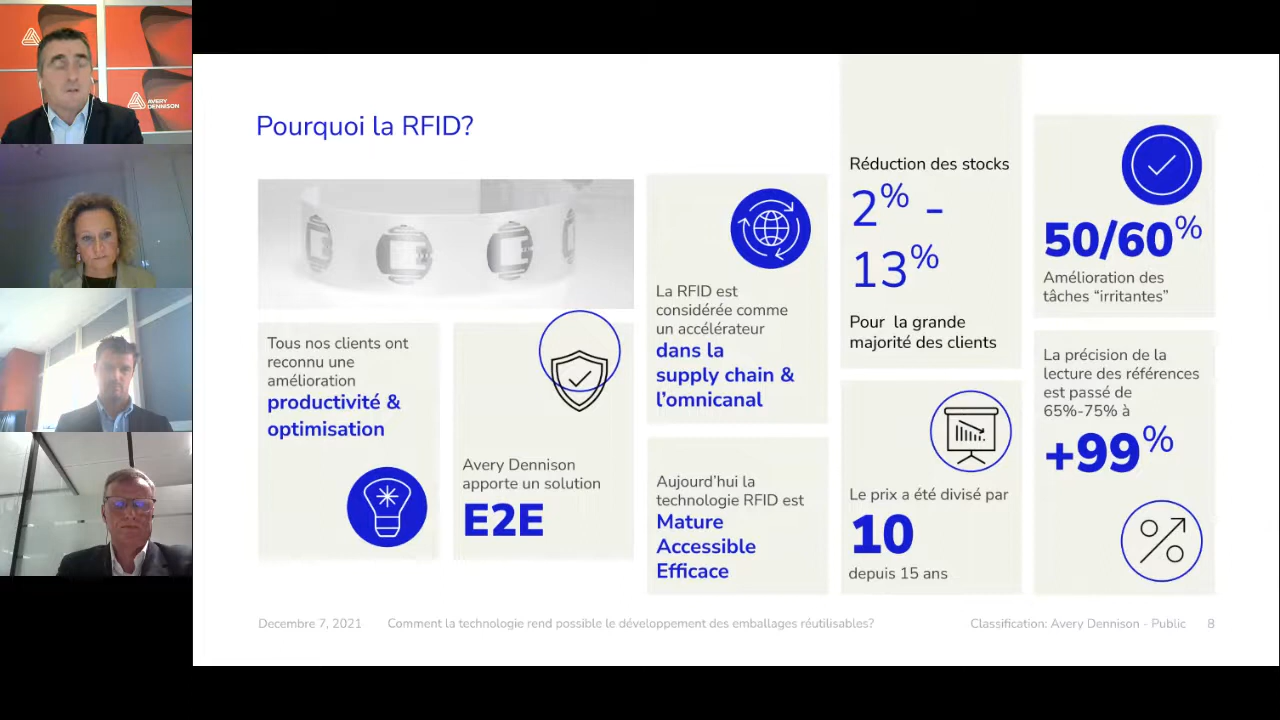 AVERY
DENNISON
Pourquoi la RFID?
Tous nos clients ont
reconnu une
amélioration
productivité &
optimisation
Avery Dennison
apporte un solution
E2E
La RFID est
considérée comme
un accélérateur
dans la
supply chain &
l’omnicanal
Aujourd’hui la
technologie RFID est
Mature
Accessible
Efficace
Réduction des stocks
2% -
13%
Pour la grande
majorité des clients
Le prix a été divisé par
10
depuis 15 ans
50/60%
Amélioration des
tâches “irritantes”
La précision de la
lecture des références
est passé de
65%-75% à
+99%
Decembre 7, 2021
Comment la technologie rend possible le développement des emballages réutilisables?
Classification: Avery Dennison - Public
8